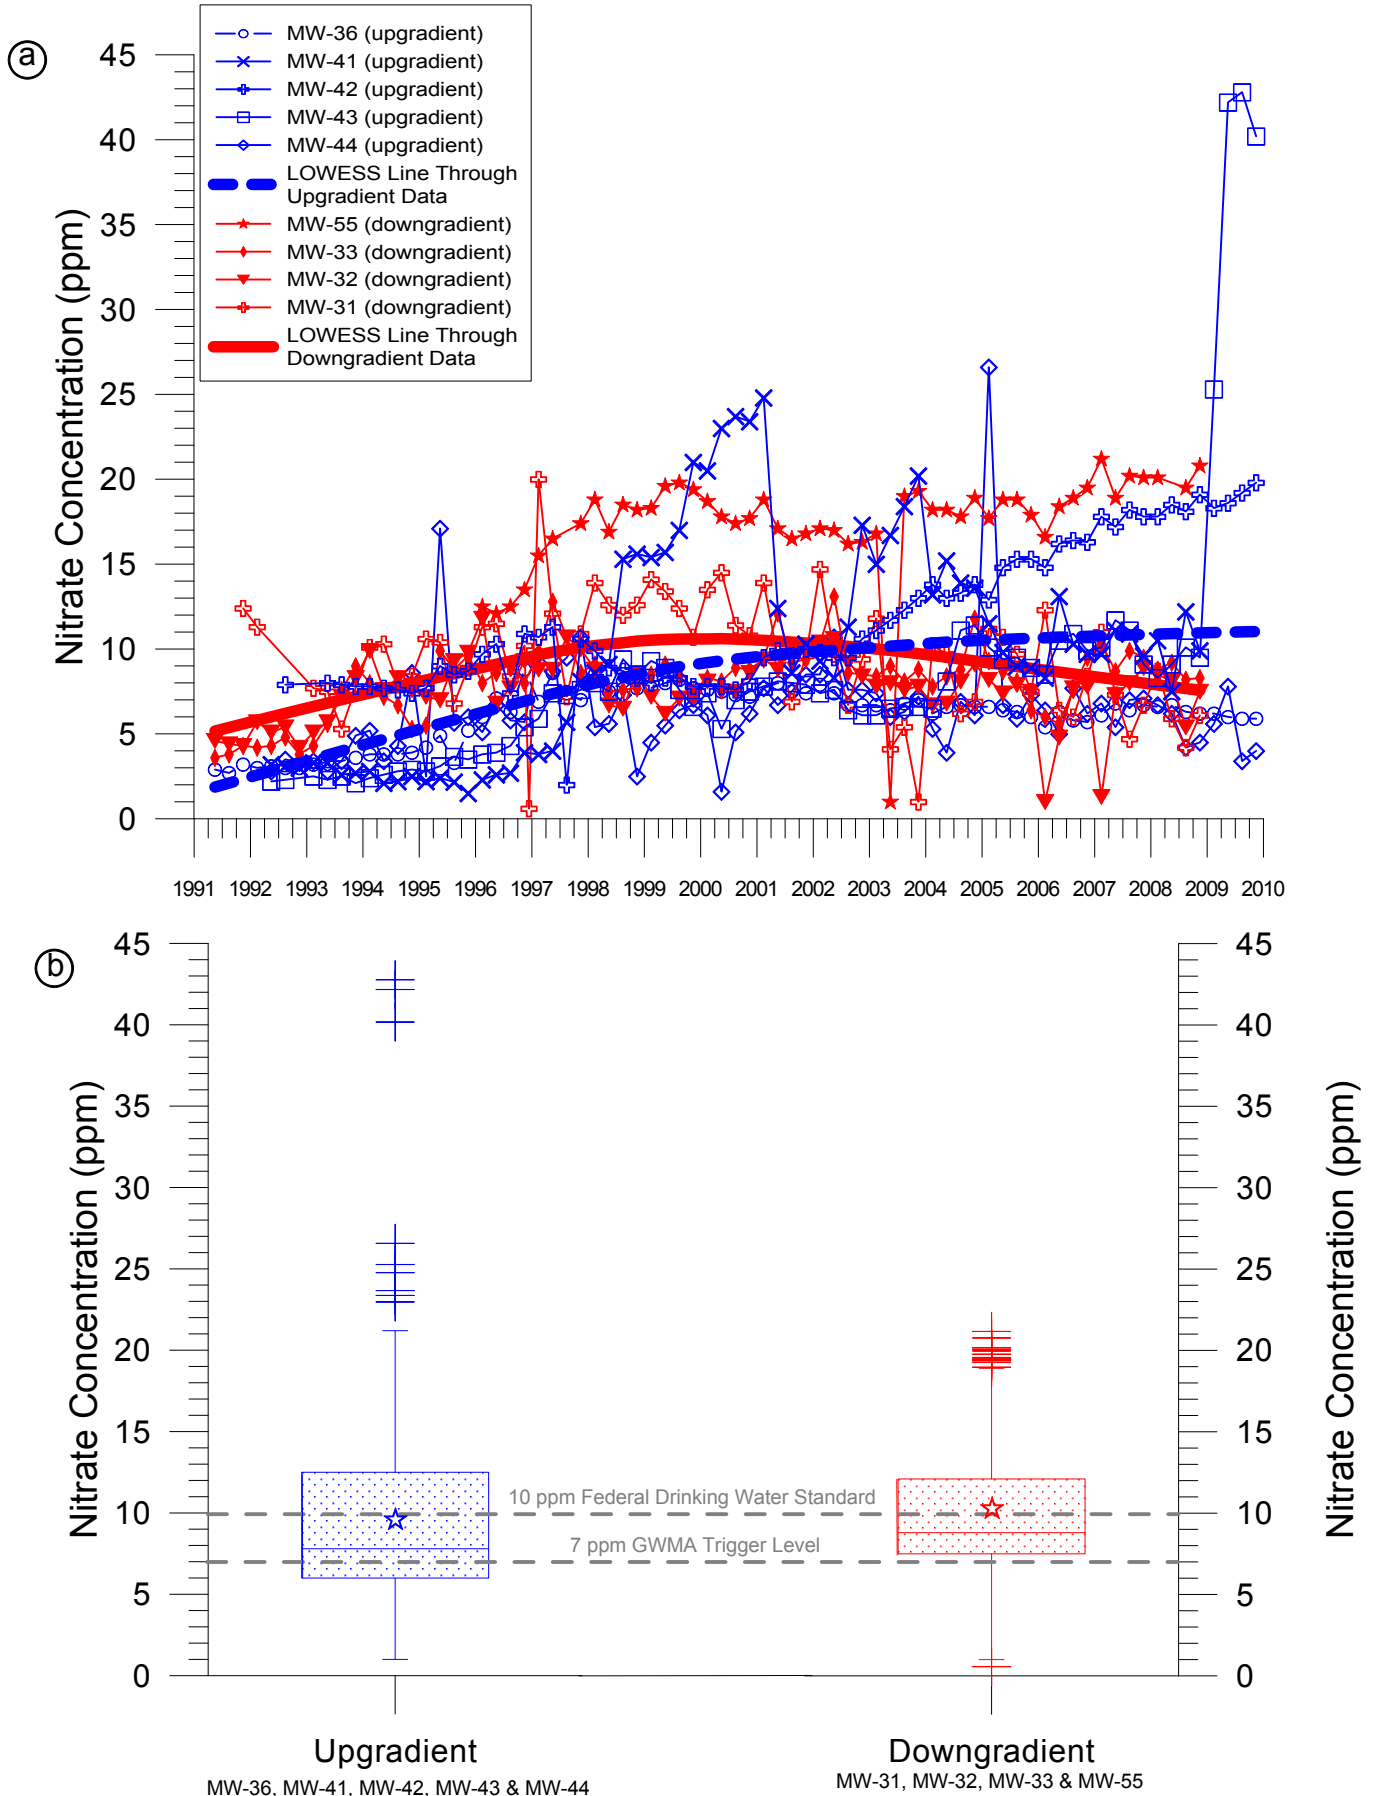 a
45
40
35
30
25
20
15
10
5
0
Nitrate Concentration (ppm)
MW-36 (upgradient)
MW-41 (upgradient)
MW-42 (upgradient)
MW-43 (upgradient)
MW-44 (upgradient)
LOWESS Line Through
Upgradient Data
MW-55 (downgradient)
MW-33 (downgradient)
MW-32 (downgradient)
MW-31 (downgradient)
LOWESS Line Through
Downgradient Data
1991 1992 1993 1994 1995 1996 1997 1998 1999 2000 2001 2002 2003 2004 2005 2006 2007 2008 2009 2010
b
45
40
35
30
25
20
15
10
5
0
Nitrate Concentration (ppm)
10 ppm Federal Drinking Water Standard
7 ppm GWMA Trigger Level
45
40
35
30
25
20
15
10
5
0
Nitrate Concentration (ppm)
Upgradient
MW-36, MW-41, MW-42, MW-43 & MW-44
Downgradient
MW-31, MW-32, MW-33 & MW-55